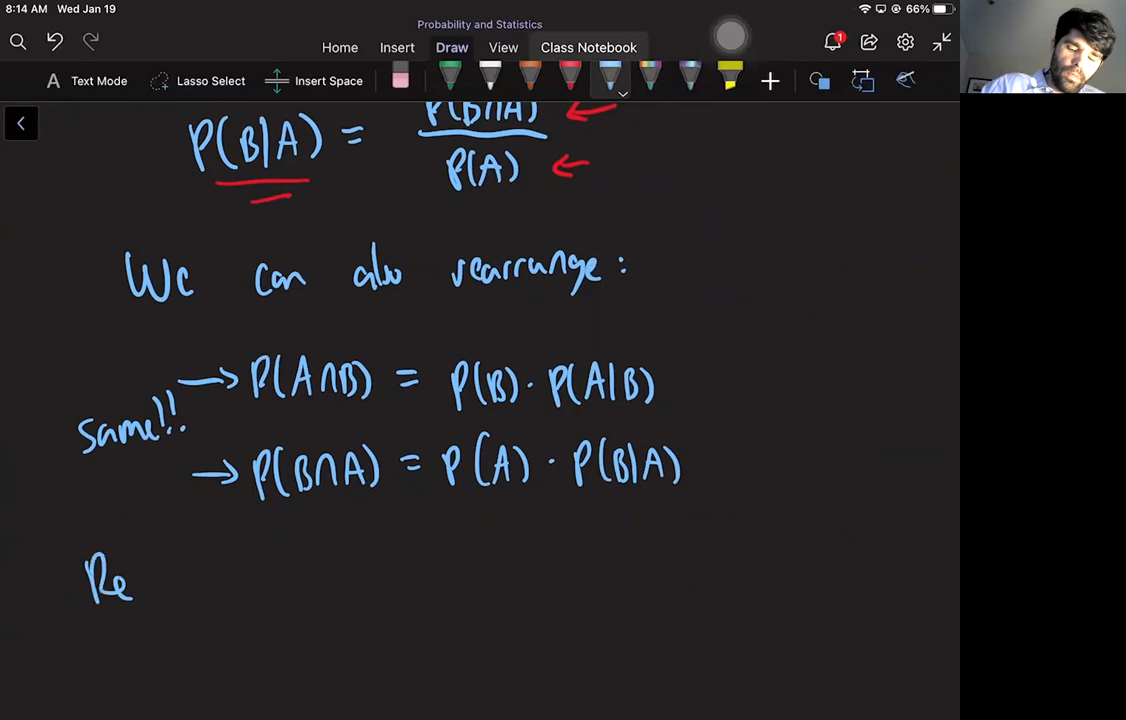 8:14 AM Wed Jan 19
66%
Probability and Statistics
Home Insert Draw View Class Notebook
1
Text Mode Lasso Select Insert Space
P(B|A) = P(B∩A)
P(A)
We can also rearrange:
→ P(A∩B) = P(B) · P(A|B)
same!!
→ P(B∩A) = P(A) · P(B|A)
Re